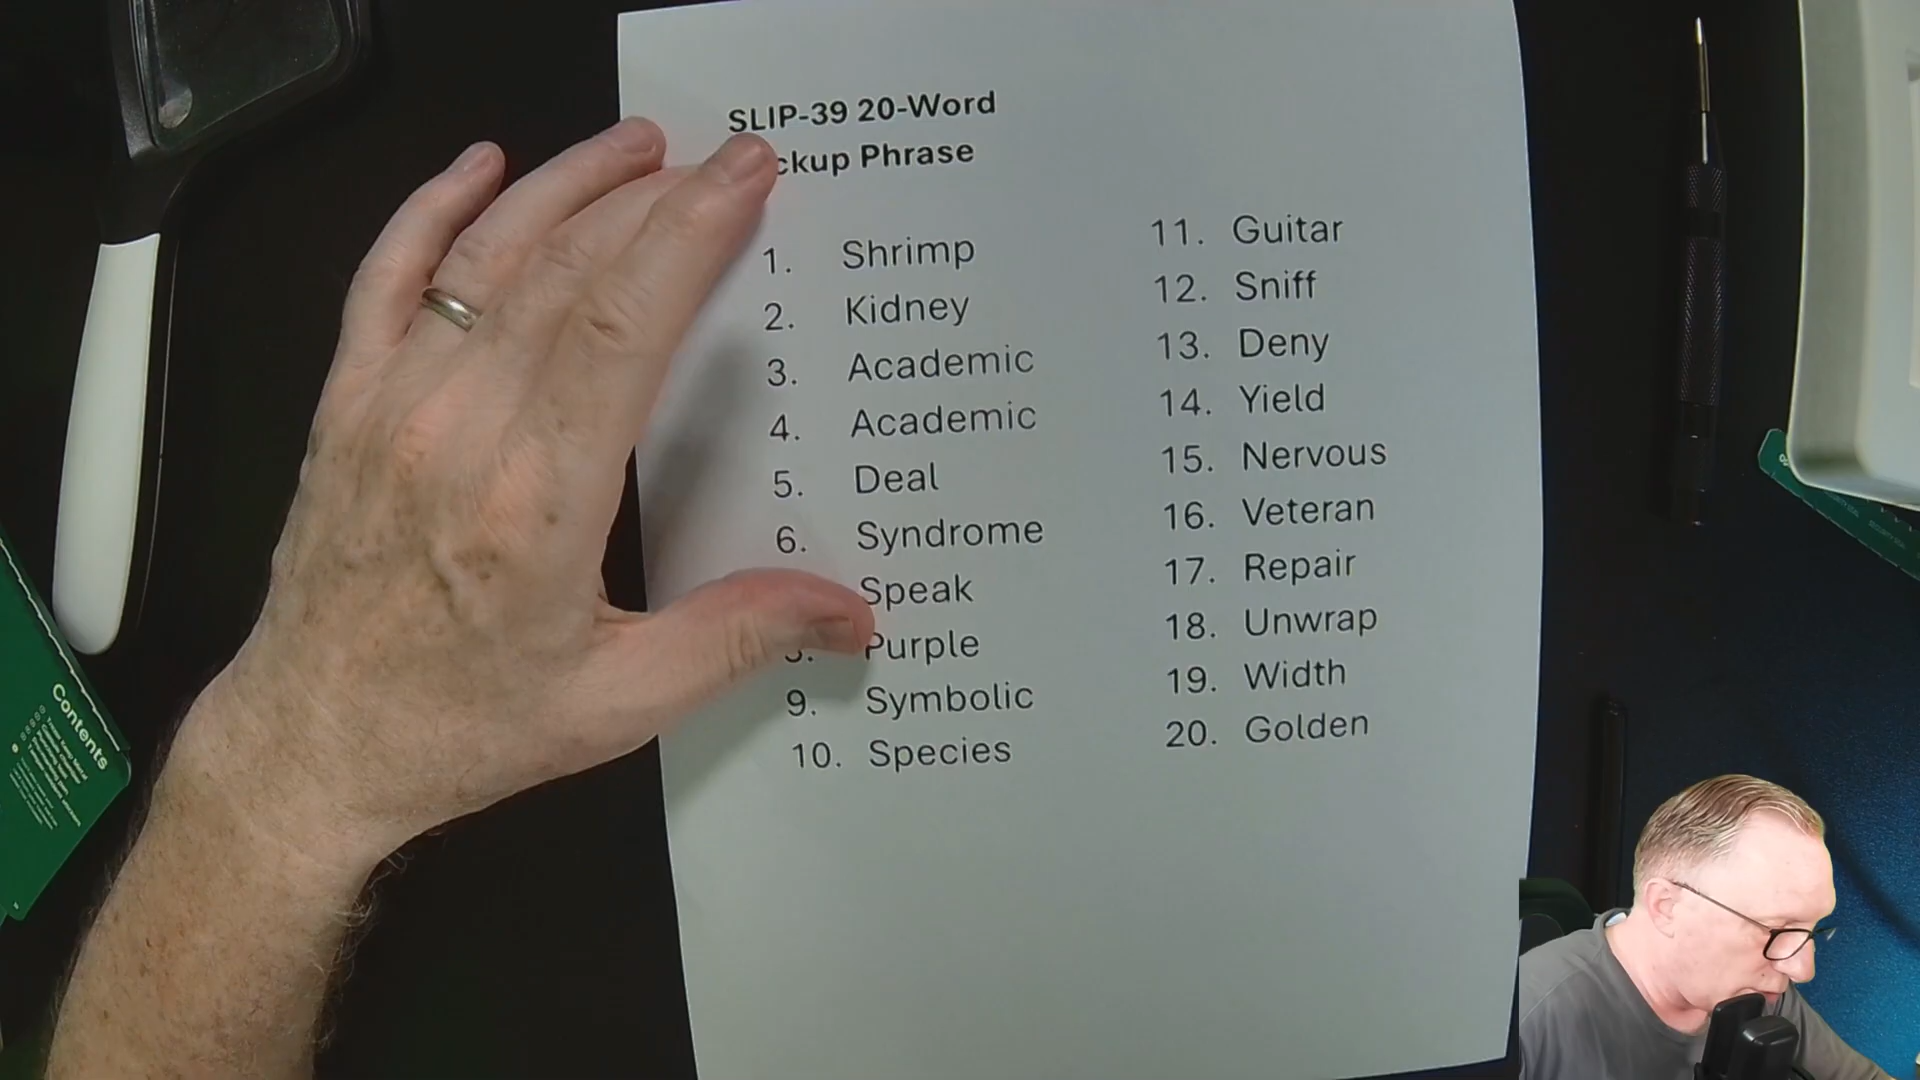 SLIP-39 20-Word
ckup Phrase
1. Shrimp
2. Kidney
3. Academic
4. Academic
5. Deal
6. Syndrome
Speak
Purple
9. Symbolic
10. Species
11. Guitar
12. Sniff
13. Deny
14. Yield
15. Nervous
16. Veteran
17. Repair
18. Unwrap
19. Width
20. Golden
Contents